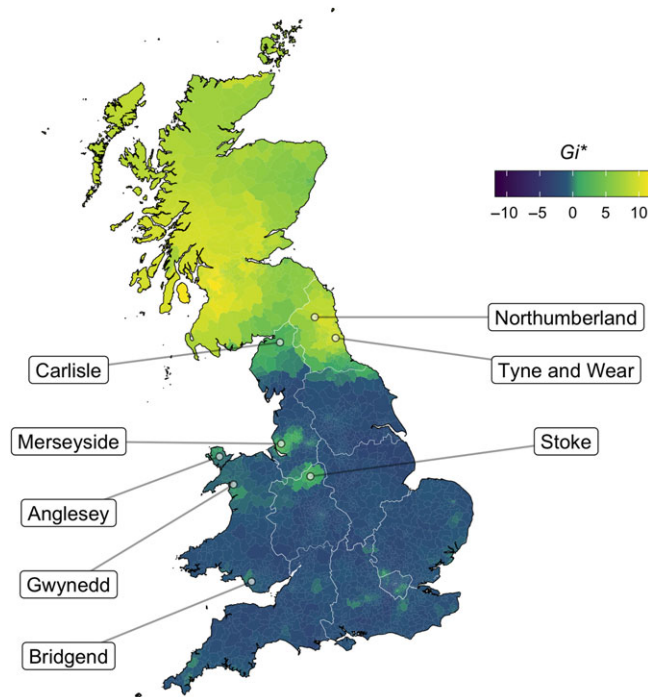 Gi*
−10 −5 0 5 10
Northumberland
Carlisle
Tyne and Wear
Merseyside
Stoke
Anglesey
Gwynedd
Bridgend